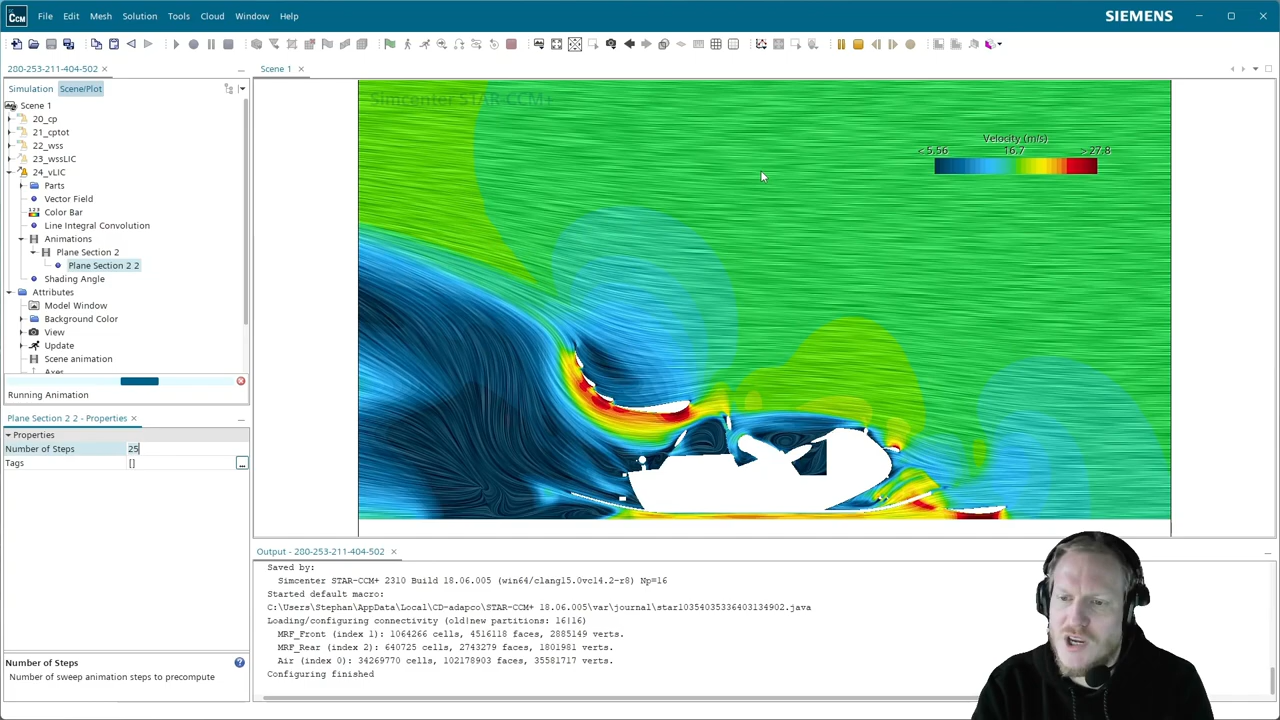 CCM
File Edit Mesh Solution Tools Cloud Window Help
SIEMENS
280-253-211-404-502
Simulation Scene/Plot
Scene 1
20_cp
21_cptot
22_wss
23_wssLIC
24_vLIC
Parts
Vector Field
Color Bar
Line Integral Convolution
Animations
Plane Section 2
Plane Section 2 2
Shading Angle
Attributes
Model Window
Background Color
View
Update
Scene animation
Axes
Running Animation
Plane Section 2 2 - Properties
Properties
Number of Steps 25
Tags []
Number of Steps
Number of sweep animation steps to precompute
Scene 1
Simcenter STAR-CCM+
Velocity (m/s)
< 5.56 16.7 > 27.8
Output - 280-253-211-404-502
Saved by:
Simcenter STAR-CCM+ 2310 Build 18.06.005 (win64/clang15.0vc14.2-r8) Np=16
Started default macro:
C:\Users\Stephan\AppData\Local\CD-adapco\STAR-CCM+ 18.06.005\var\journal\star10354035336403134902.java
Loading/configuring connectivity (old|new partitions: 16|16)
MRF_Front (index 1): 1064266 cells, 4516118 faces, 2885149 verts.
MRF_Rear (index 2): 640725 cells, 2743279 faces, 1801981 verts.
Air (index 0): 34269770 cells, 102178903 faces, 35581717 verts.
Configuring finished